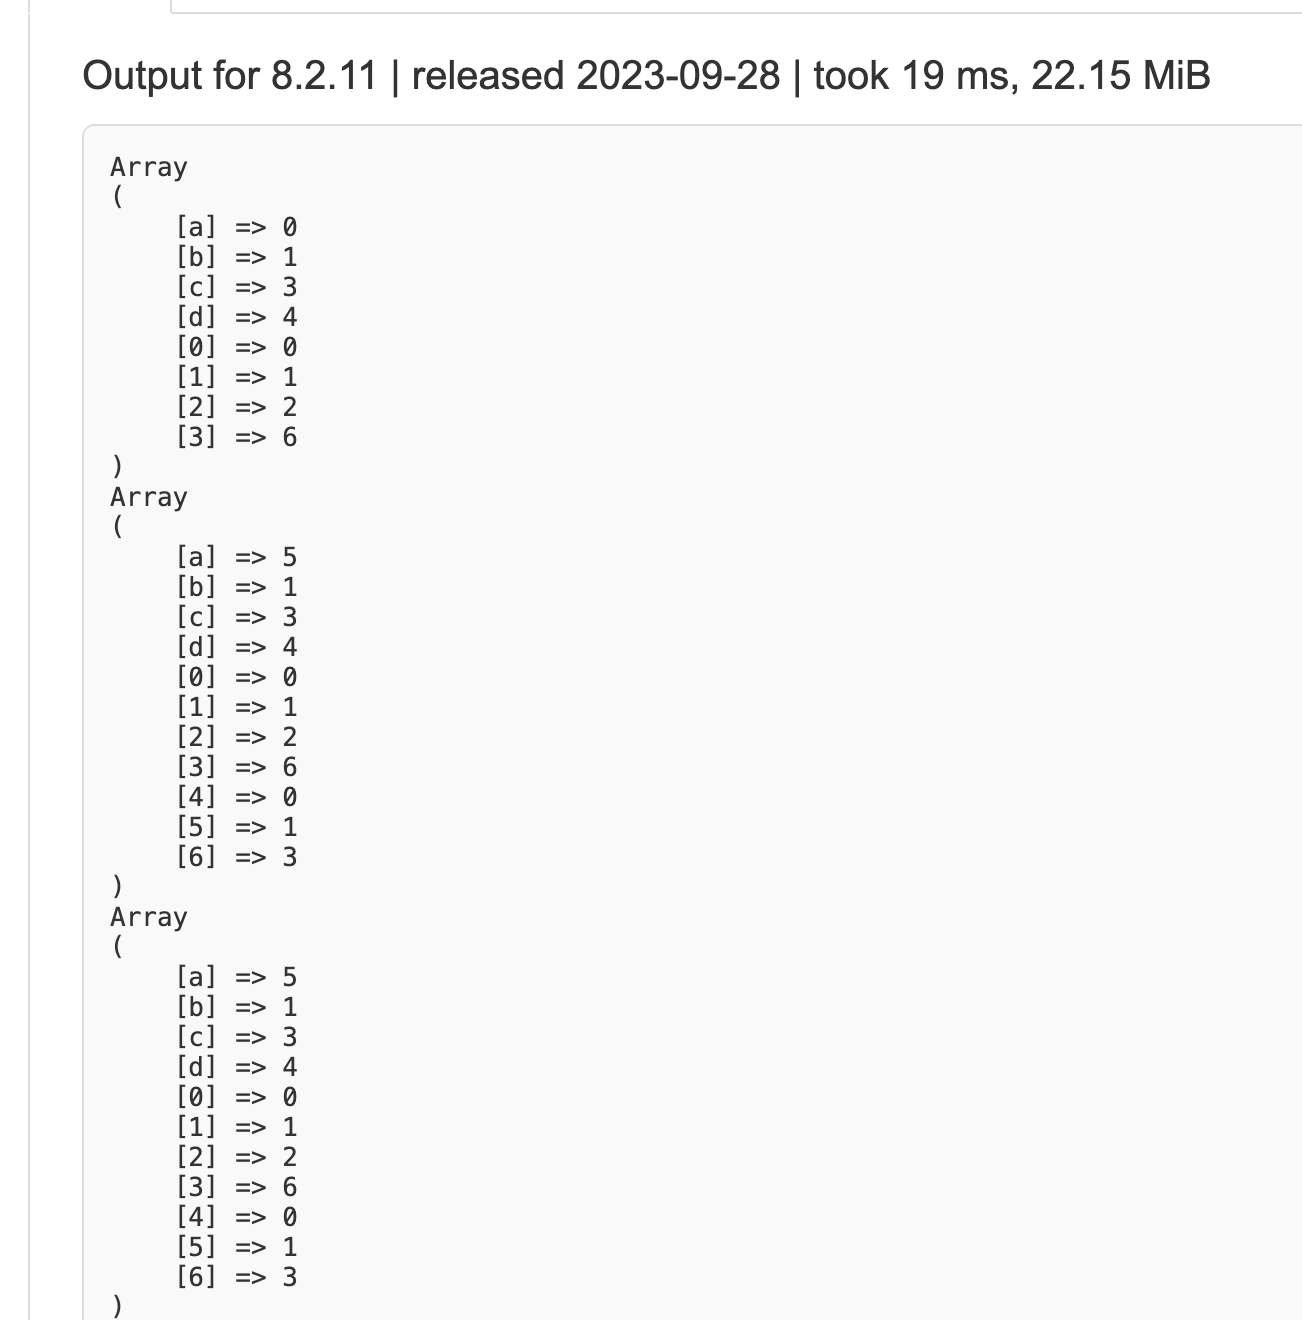 Output for 8.2.11 | released 2023-09-28 | took 19 ms, 22.15 MiB
Array
(
    [a] => 0
    [b] => 1
    [c] => 3
    [d] => 4
    [0] => 0
    [1] => 1
    [2] => 2
    [3] => 6
)
Array
(
    [a] => 5
    [b] => 1
    [c] => 3
    [d] => 4
    [0] => 0
    [1] => 1
    [2] => 2
    [3] => 6
    [4] => 0
    [5] => 1
    [6] => 3
)
Array
(
    [a] => 5
    [b] => 1
    [c] => 3
    [d] => 4
    [0] => 0
    [1] => 1
    [2] => 2
    [3] => 6
    [4] => 0
    [5] => 1
    [6] => 3
)